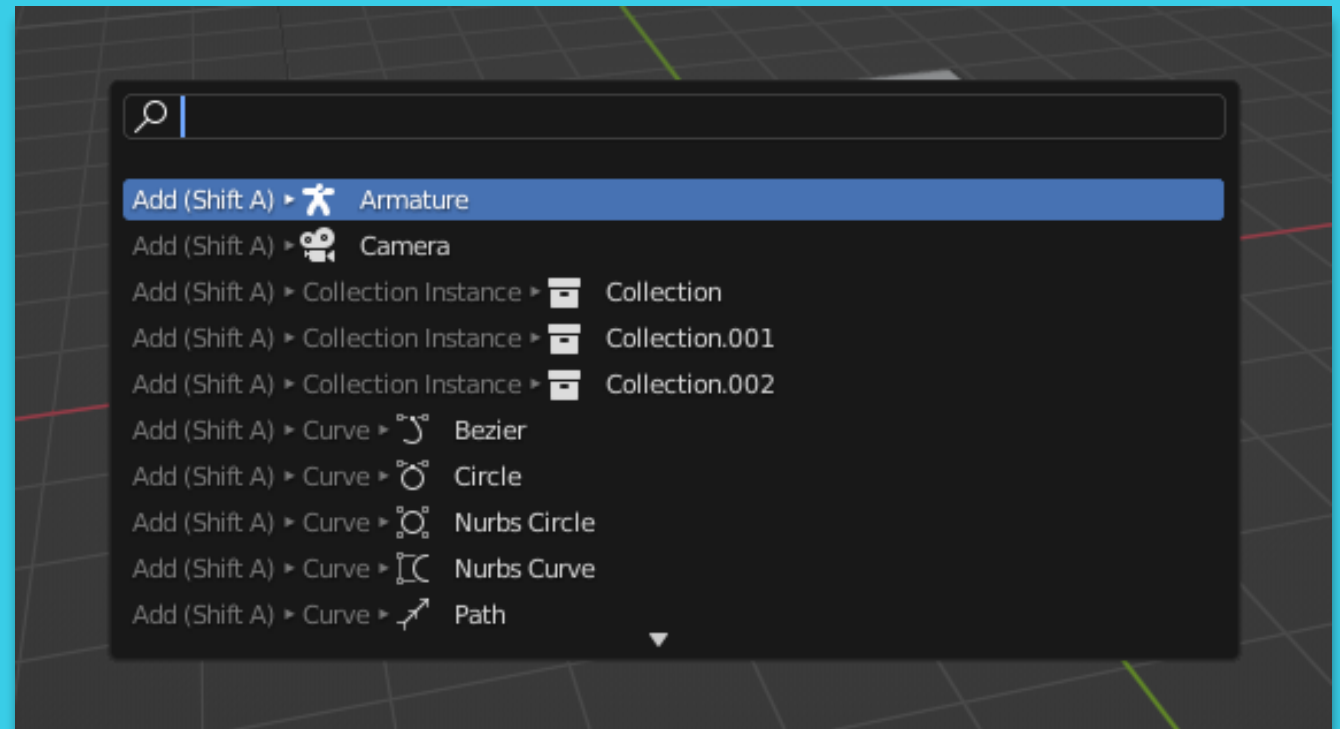 Add (Shift A) ▸ Armature
Add (Shift A) ▸ Camera
Add (Shift A) ▸ Collection Instance ▸ Collection
Add (Shift A) ▸ Collection Instance ▸ Collection.001
Add (Shift A) ▸ Collection Instance ▸ Collection.002
Add (Shift A) ▸ Curve ▸ Bezier
Add (Shift A) ▸ Curve ▸ Circle
Add (Shift A) ▸ Curve ▸ Nurbs Circle
Add (Shift A) ▸ Curve ▸ Nurbs Curve
Add (Shift A) ▸ Curve ▸ Path